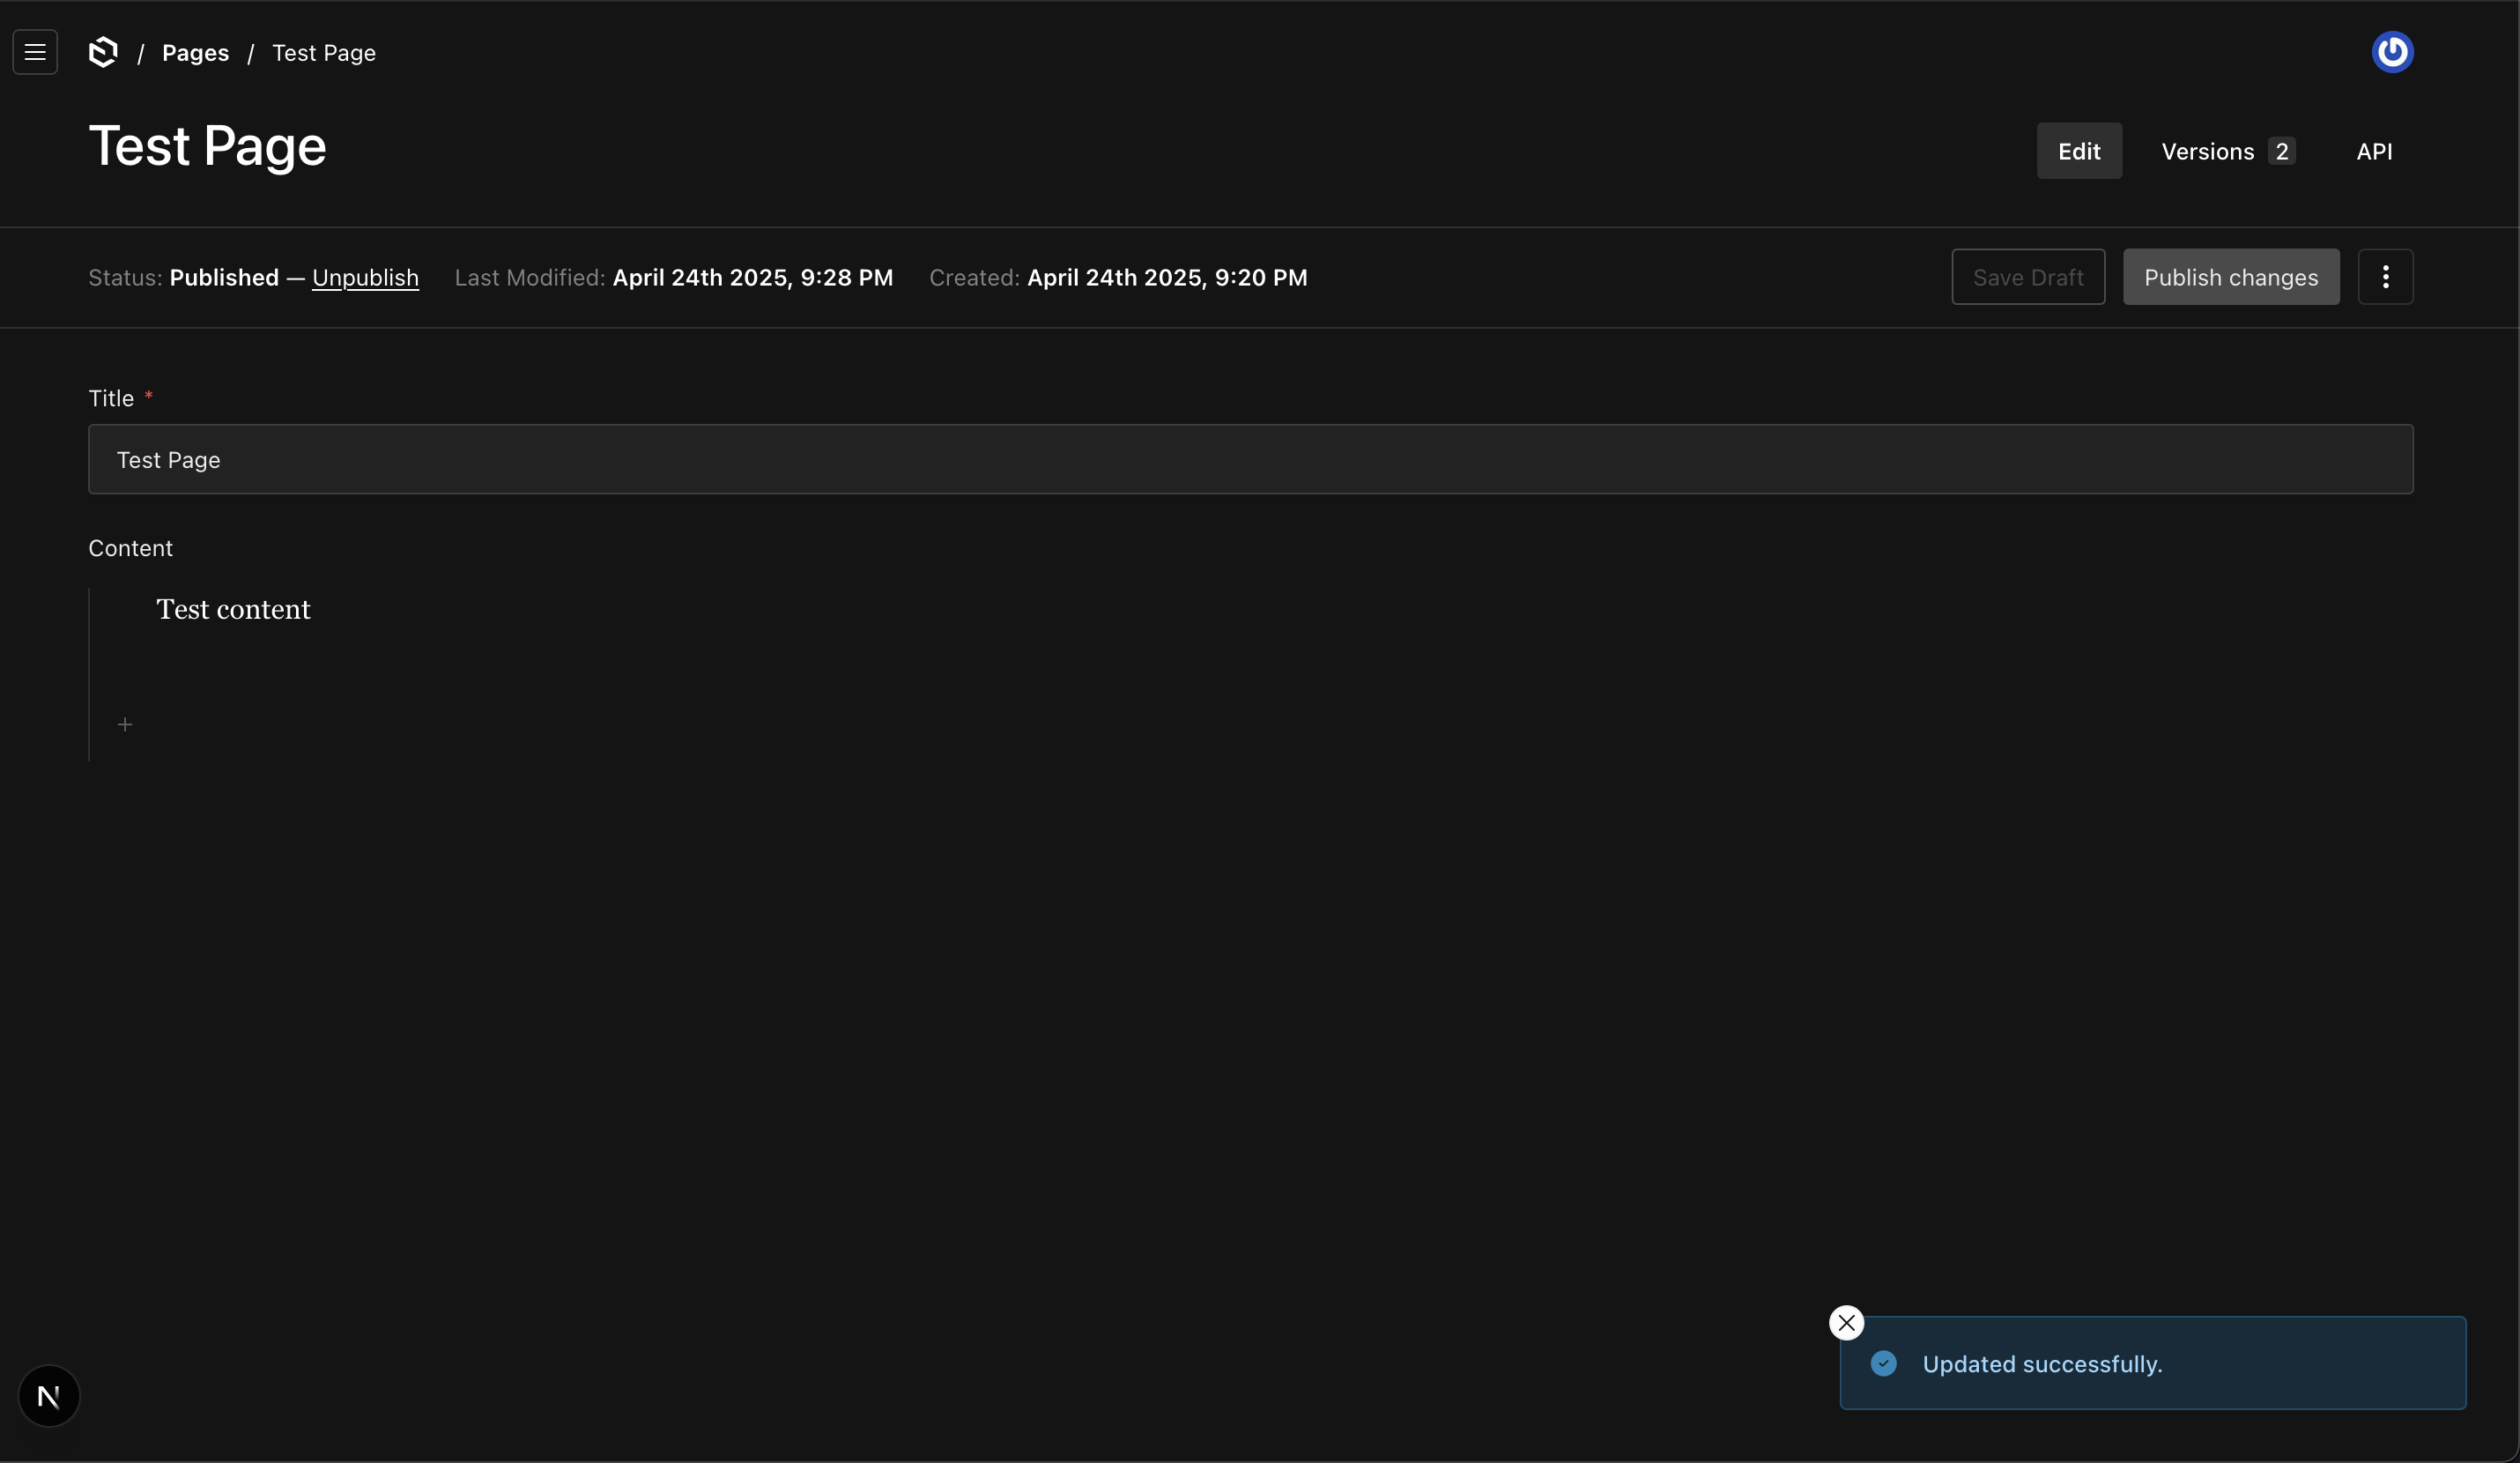 / Pages / Test Page
Test Page
Edit Versions 2 API
Status: Published — Unpublish Last Modified: April 24th 2025, 9:28 PM Created: April 24th 2025, 9:20 PM Save Draft Publish changes
Title *
Test Page
Content
Test content
Updated successfully.
N